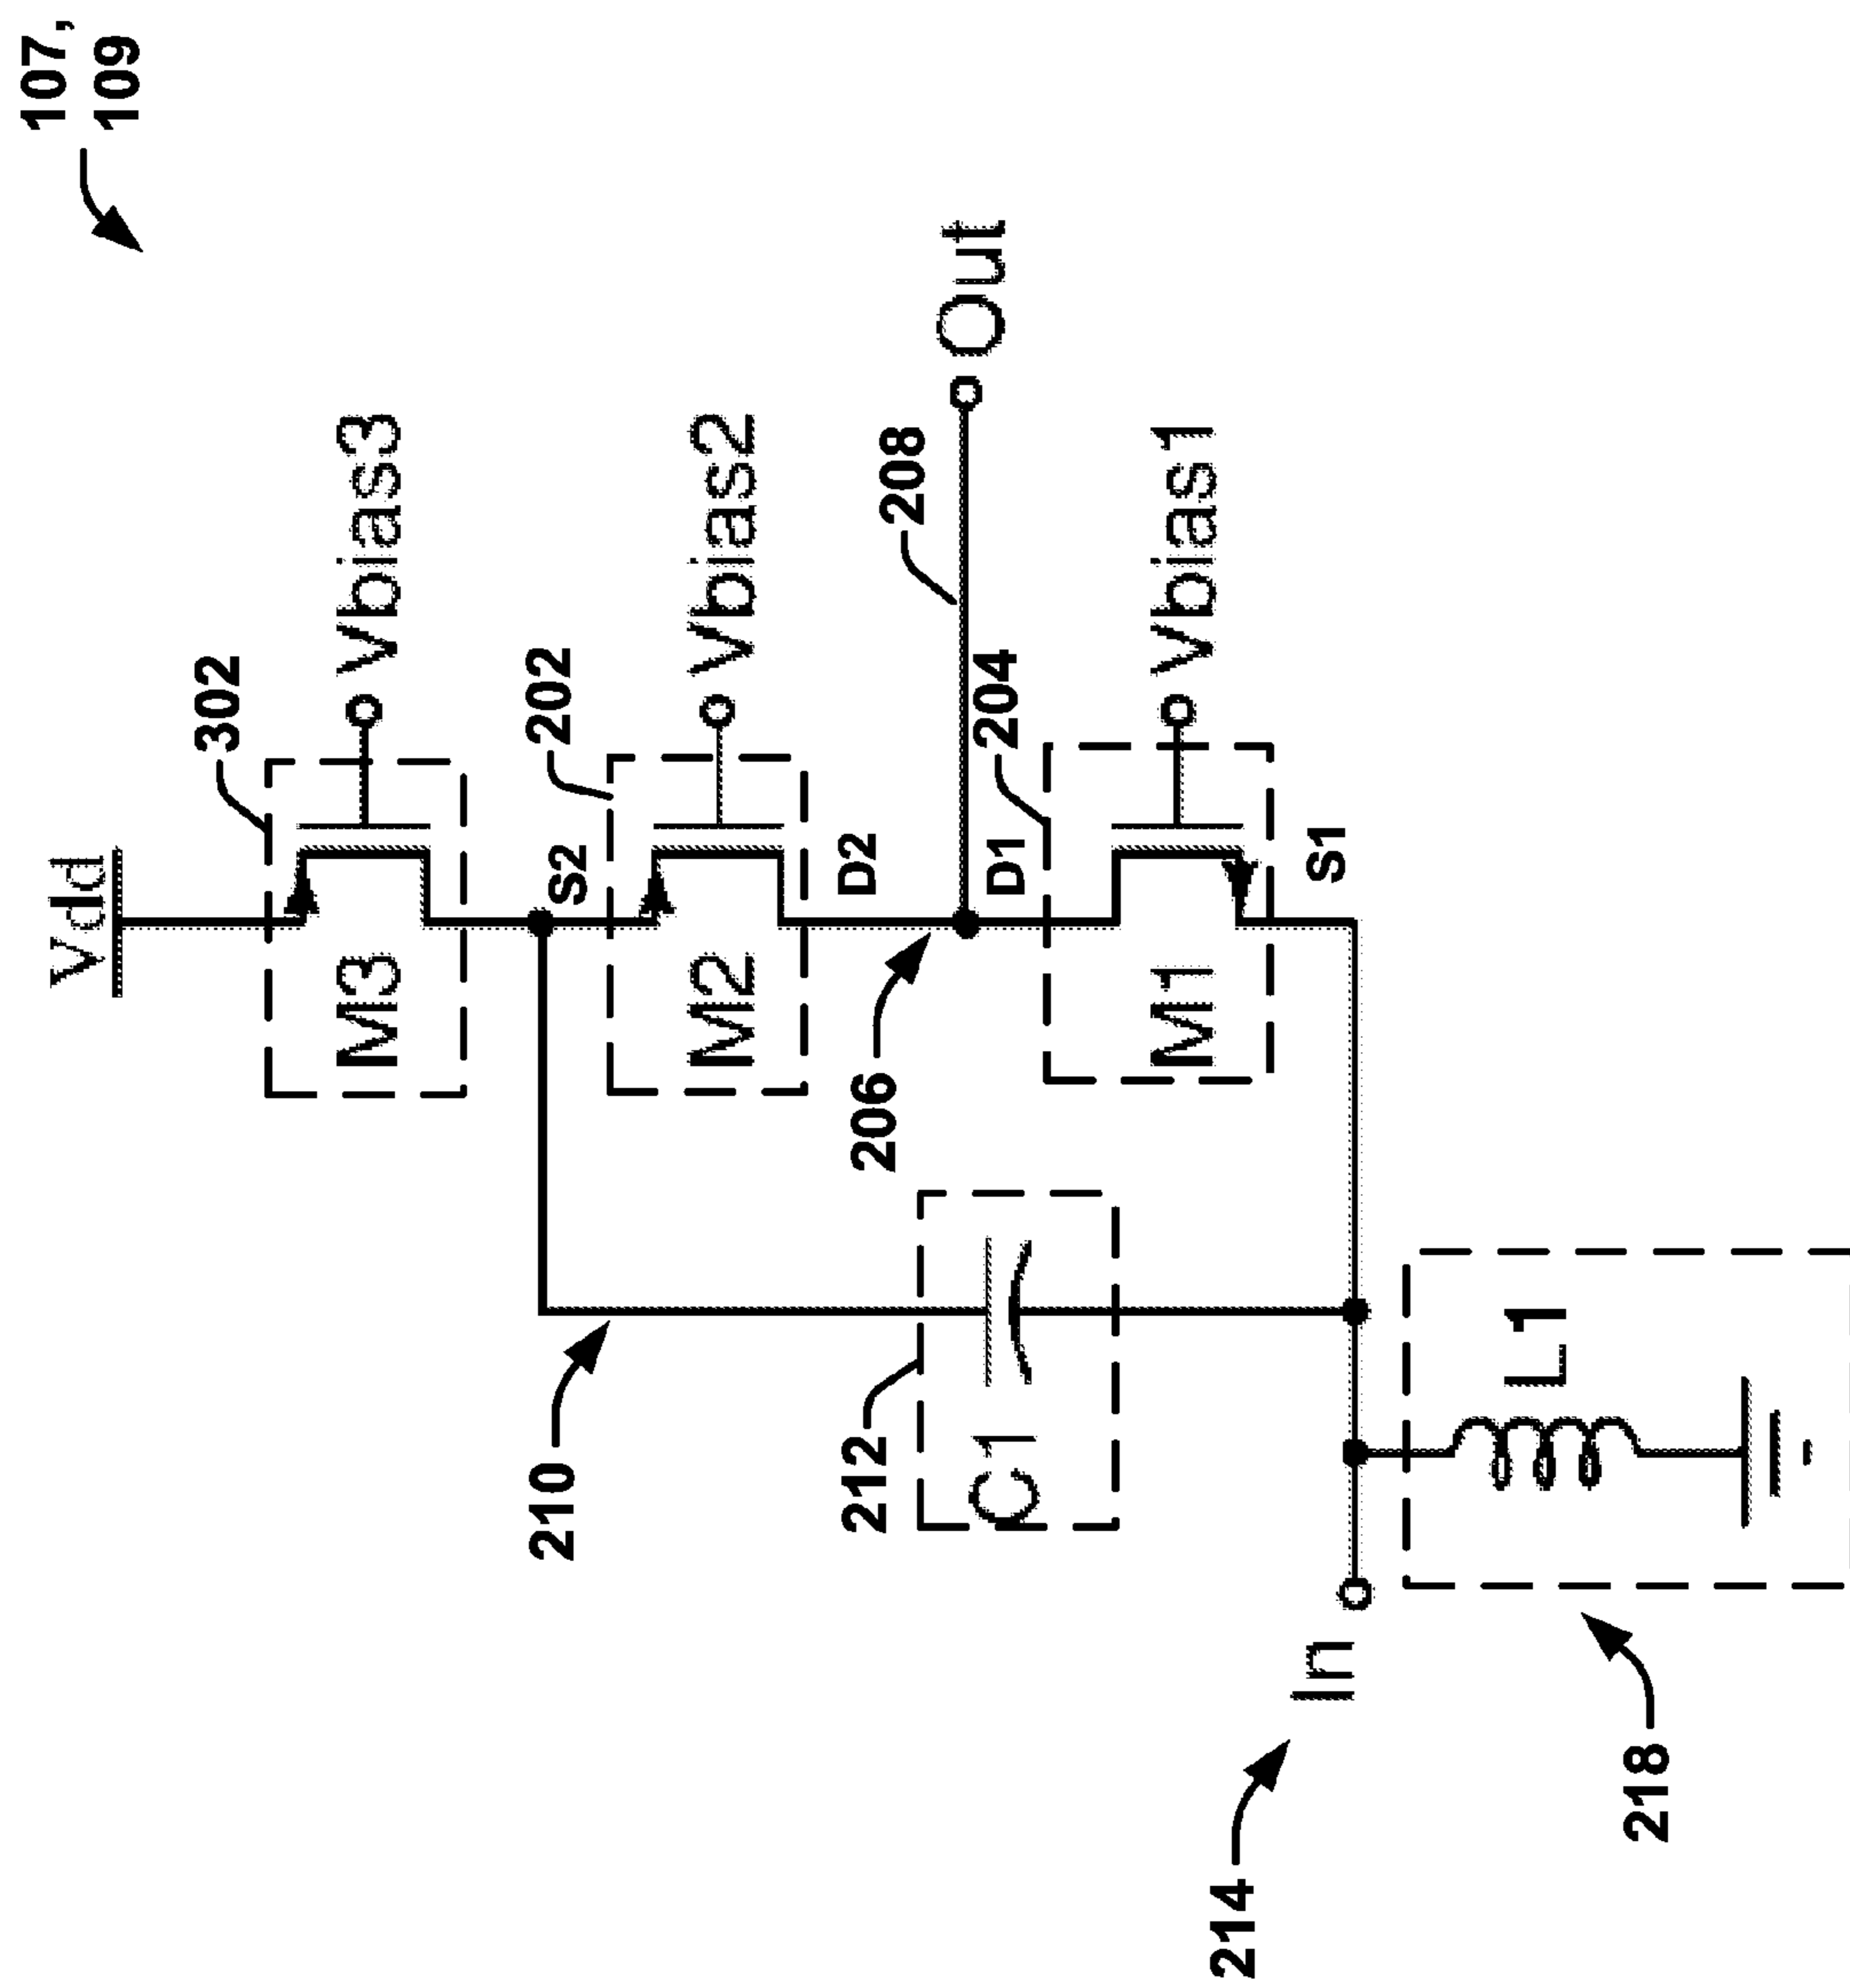 107,
109
Vdd
302
M3
Vbias3
S2
202
M2
Vbias2
D2
206
208
Out
D1
204
M1
Vbias1
S1
210
212
C1
214
In
L1
218